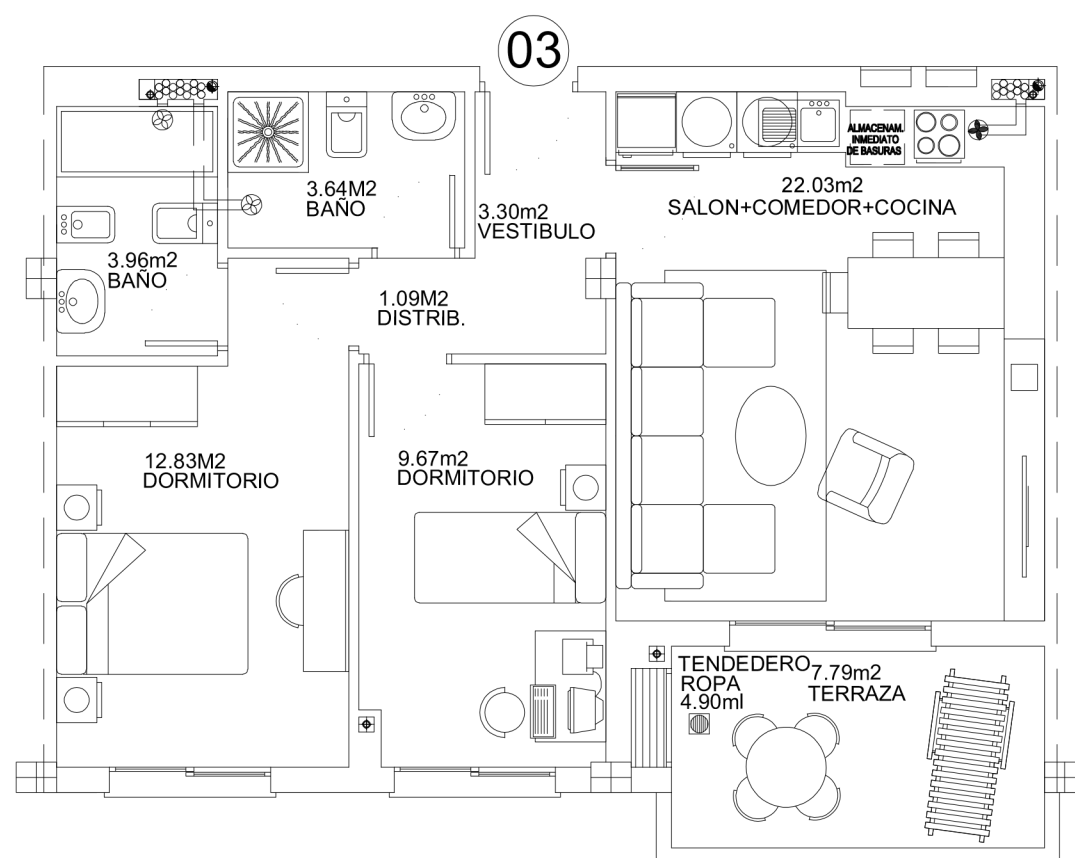 03
ALMACENAM.
INMEDIATO
DE BASURAS
22.03m2
SALON+COMEDOR+COCINA
3.64M2
BAÑO
3.30m2
VESTIBULO
3.96m2
BAÑO
1.09M2
DISTRIB.
12.83M2
DORMITORIO
9.67m2
DORMITORIO
TENDEDERO
ROPA
4.90ml
7.79m2
TERRAZA